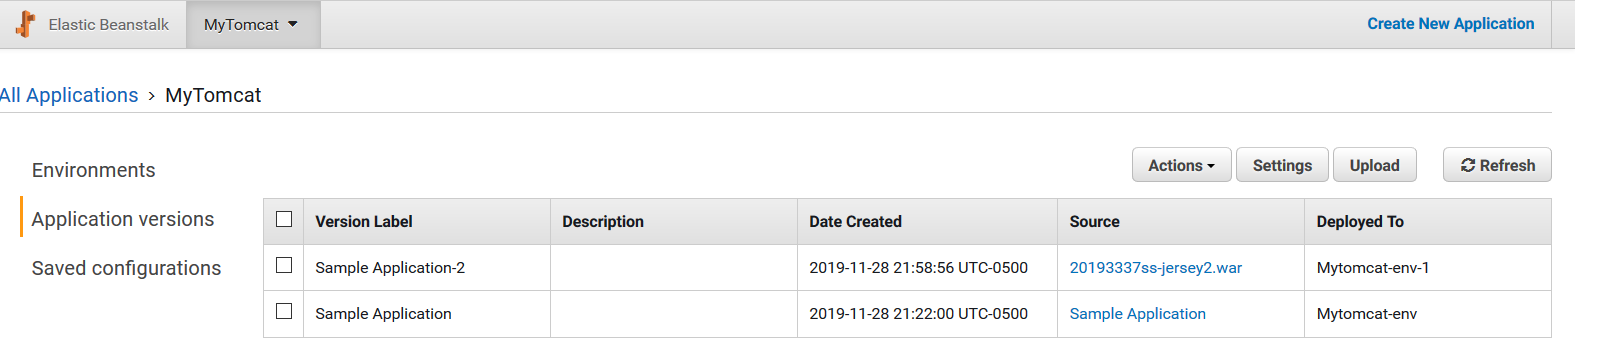 Elastic Beanstalk MyTomcat Create New Application
All Applications › MyTomcat
Environments
Application versions
Saved configurations
Actions Settings Upload Refresh
Version Label Description Date Created Source Deployed To
Sample Application-2 2019-11-28 21:58:56 UTC-0500 20193337ss-jersey2.war Mytomcat-env-1
Sample Application 2019-11-28 21:22:00 UTC-0500 Sample Application Mytomcat-env